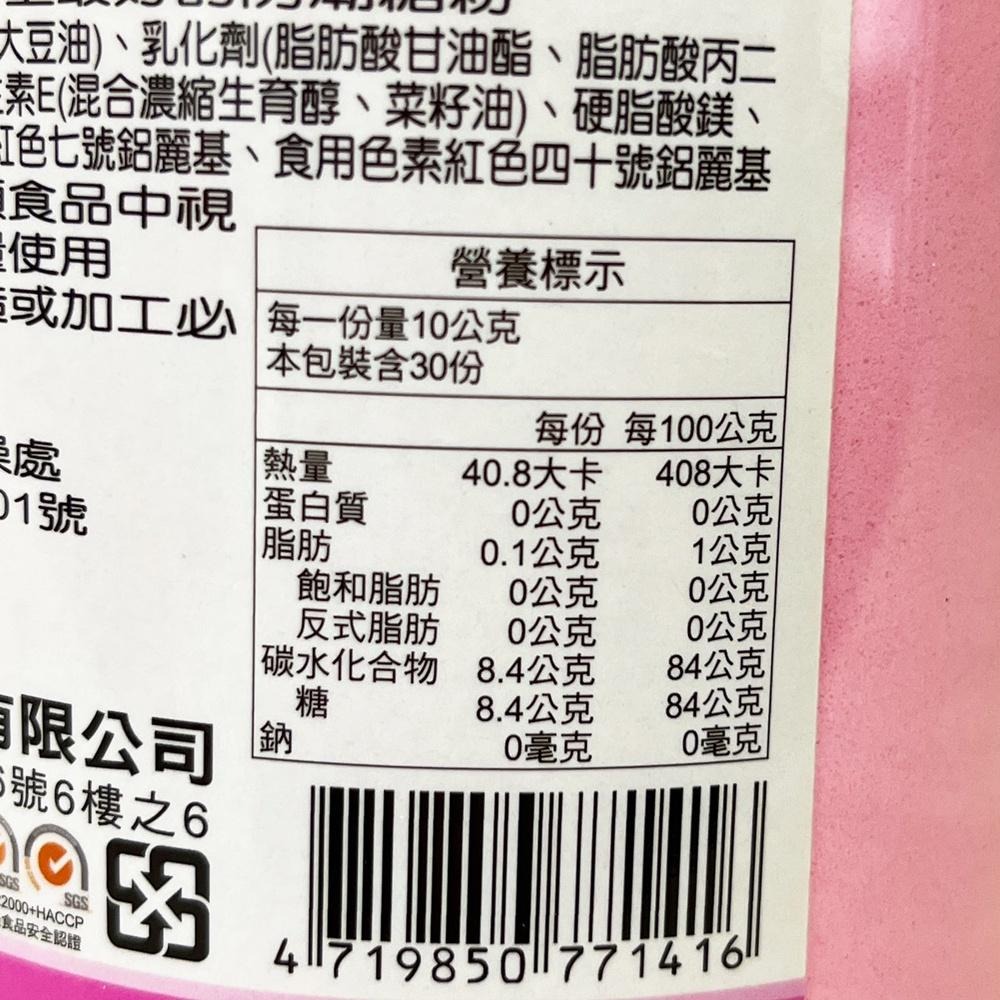 防潮糖粉
大豆油)、乳化劑(脂肪酸甘油酯、脂肪酸丙二
素E(混合濃縮生育醇、菜籽油)、硬脂酸鎂、
紅色七號鋁麗基、食用色素紅色四十號鋁麗基
食品中視
量使用
造或加工必
處
01號
有限公司
號6樓之6
SGS
SGS
2000+HACCP
食品安全認證
營養標示
每一份量10公克
本包裝含30份
每份 每100公克
熱量 40.8大卡 408大卡
蛋白質 0公克 0公克
脂肪 0.1公克 1公克
飽和脂肪 0公克 0公克
反式脂肪 0公克 0公克
碳水化合物 8.4公克 84公克
糖 8.4公克 84公克
鈉 0毫克 0毫克
4 719850 771416